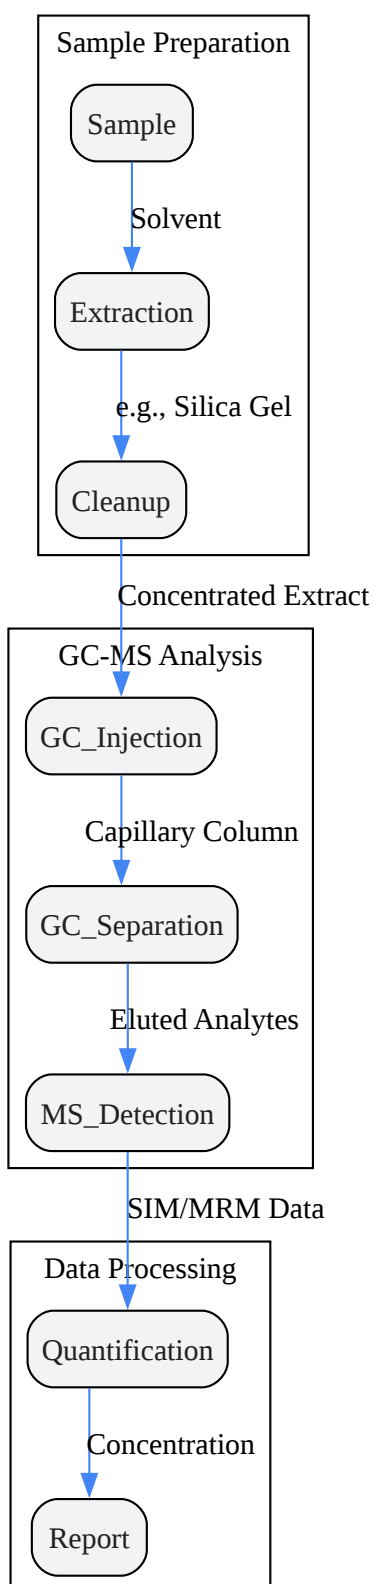 Sample Preparation
Sample
Solvent
Extraction
e.g., Silica Gel
Cleanup
Concentrated Extract
GC-MS Analysis
GC_Injection
Capillary Column
GC_Separation
Eluted Analytes
MS_Detection
SIM/MRM Data
Data Processing
Quantification
Concentration
Report